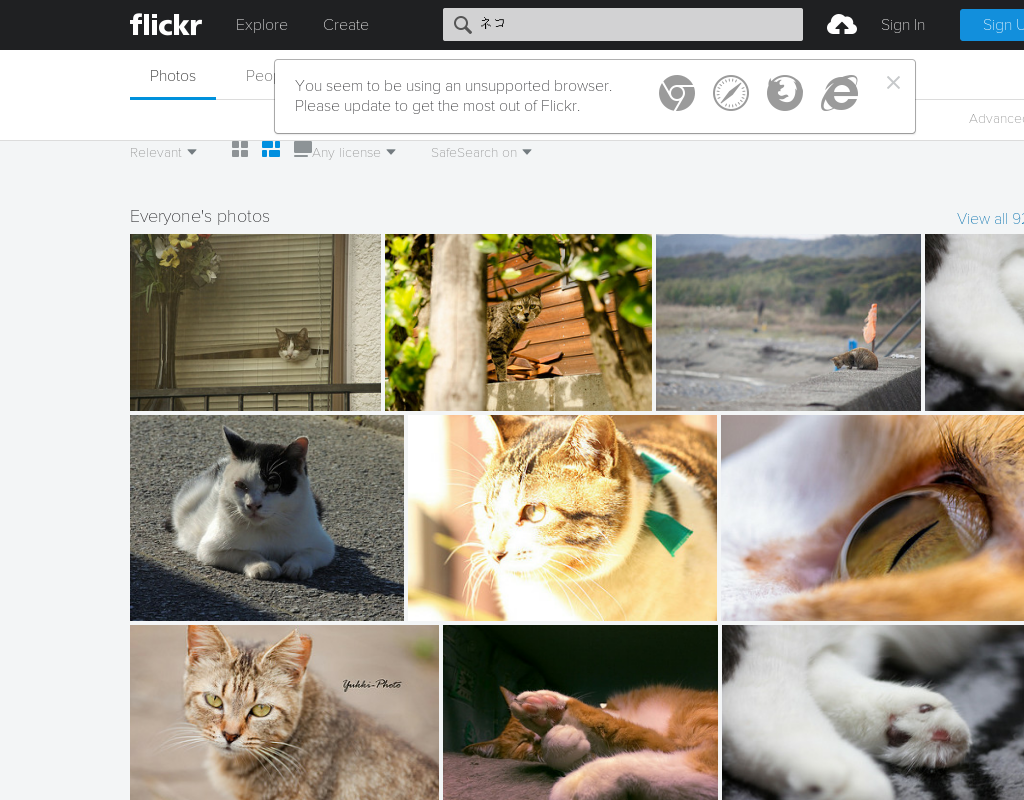 flickr Explore Create ネコ Sign In Sign U
Photos Peop
You seem to be using an unsupported browser.
Please update to get the most out of Flickr.
Advanced
Relevant Any license SafeSearch on
Everyone's photos View all 92
Yukki-Photo